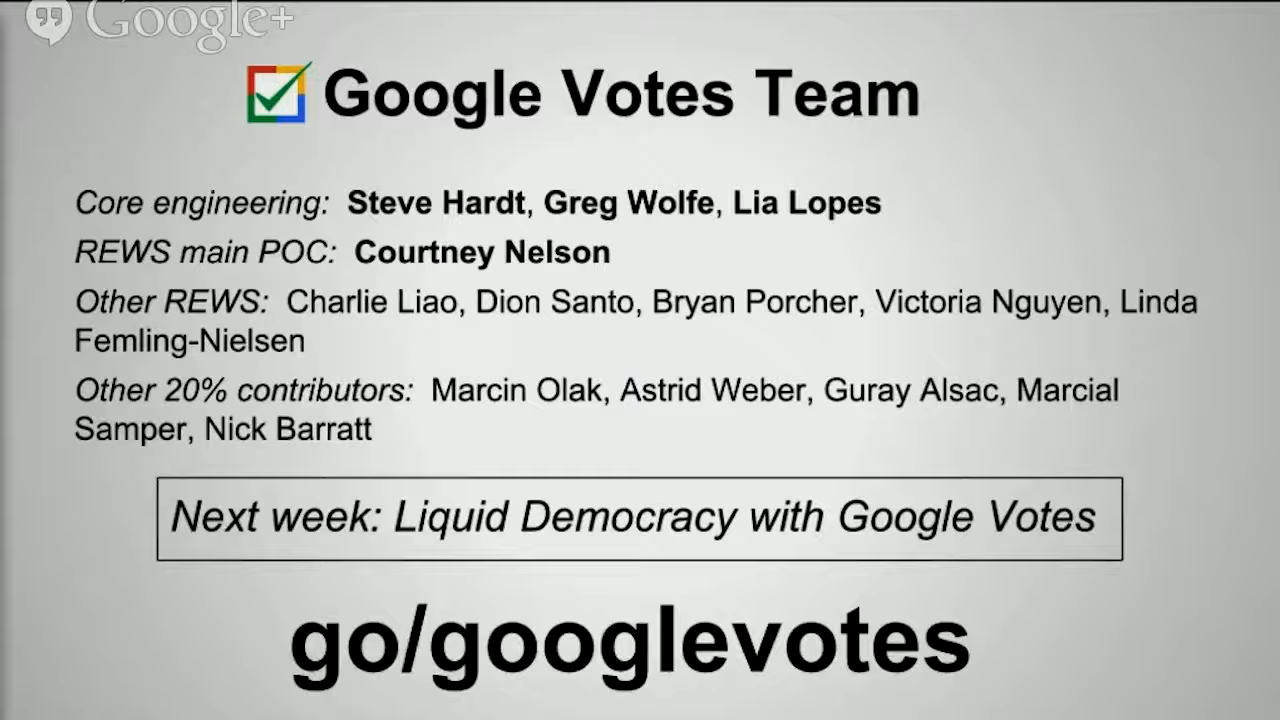 Google+
Google Votes Team
Core engineering: Steve Hardt, Greg Wolfe, Lia Lopes
REWS main POC: Courtney Nelson
Other REWS: Charlie Liao, Dion Santo, Bryan Porcher, Victoria Nguyen, Linda
Femling-Nielsen
Other 20% contributors: Marcin Olak, Astrid Weber, Guray Alsac, Marcial
Samper, Nick Barratt
Next week: Liquid Democracy with Google Votes
go/googlevotes